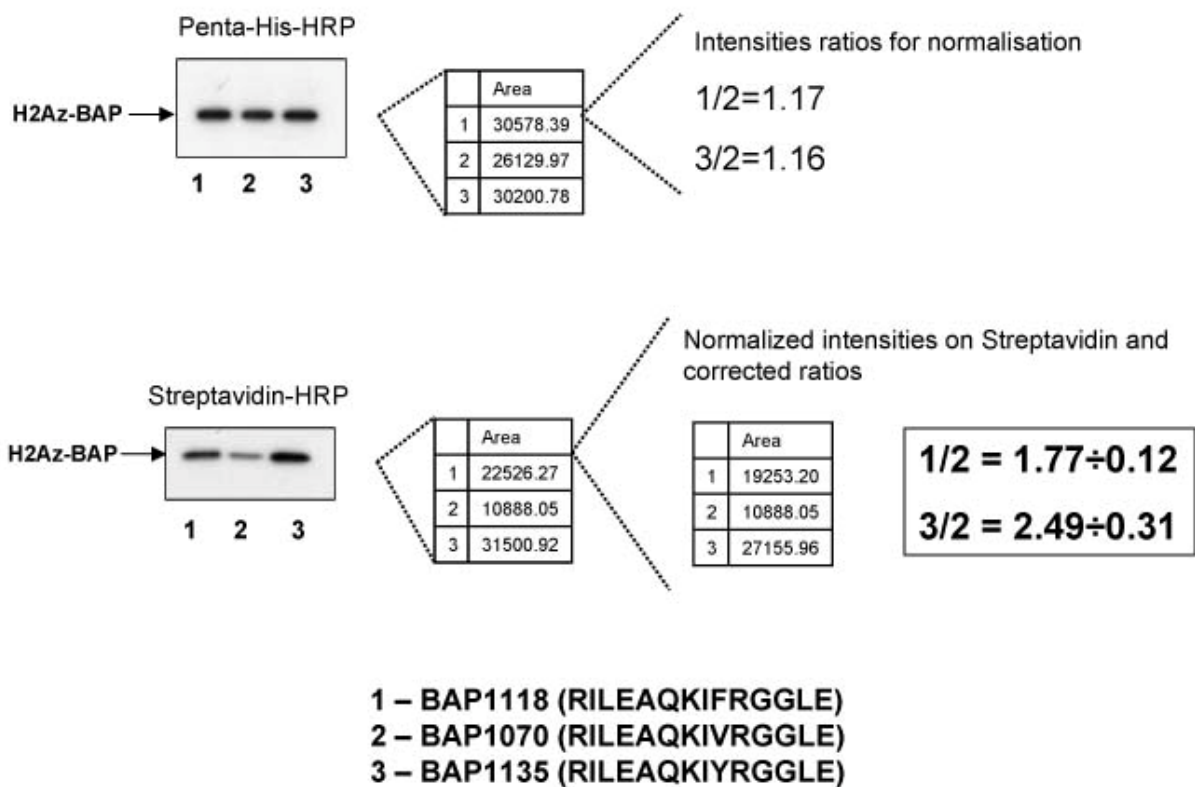 Penta-His-HRP
H2Az-BAP
1 2 3
Area
1 30578.39
2 26129.97
3 30200.78
Intensities ratios for normalisation
1/2=1.17
3/2=1.16
Streptavidin-HRP
H2Az-BAP
1 2 3
Area
1 22526.27
2 10888.05
3 31500.92
Normalized intensities on Streptavidin and
corrected ratios
Area
1 19253.20
2 10888.05
3 27155.96
1/2 = 1.77÷0.12
3/2 = 2.49÷0.31
1 – BAP1118 (RILEAQKIFRGGLE)
2 – BAP1070 (RILEAQKIVRGGLE)
3 – BAP1135 (RILEAQKIYRGGLE)